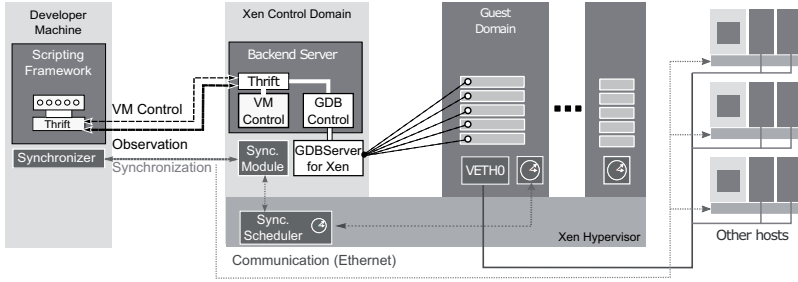 Developer
Machine
Xen Control Domain
Guest
Domain
Scripting
Framework
Backend Server
Thrift
Thrift
VM Control
VM
Control
GDB
Control
Observation
Synchronizer
Synchronization
Sync.
Module
GDBServer
for Xen
VETH0
Sync.
Scheduler
Xen Hypervisor
Other hosts
Communication (Ethernet)